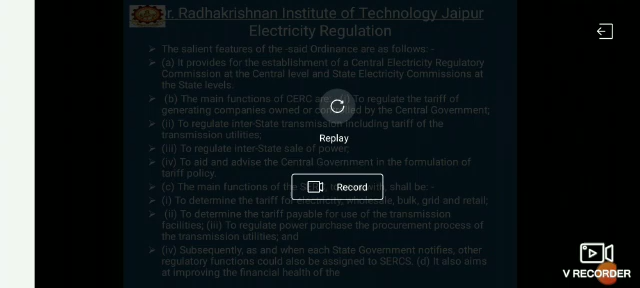 r. Radhakrishnan Institute of Technology Jaipur
Electricity Regulation
The salient features of the -said Ordinance are as follows: -
(a) It provides for the establishment of a Central Electricity Regulatory
Commission at the Central level and State Electricity Commissions at
the State levels.
(b) The main functions of CERC are: (i) To regulate the tariff of
generating companies owned or controlled by the Central Government;
(ii) To regulate inter-State transmission including tariff of the
transmission utilities;
(iii) To regulate inter-State sale of power;
Replay
(iv) To aid and advise the Central Government in the formulation of
tariff policy.
(c) The main functions of the shall be: -
Record
(i) To determine the tariff for electricity, wholesale, bulk, grid and retail;
(ii) To determine the tariff payable for use of the transmission
facilities; (iii) To regulate power purchase the procurement process of
the transmission utilities; and
(iv) Subsequently, as and when each State Government notifies, other
regulatory functions could also be assigned to SERCS. (d) It also aims
at improving the financial health of the
V RECORDER